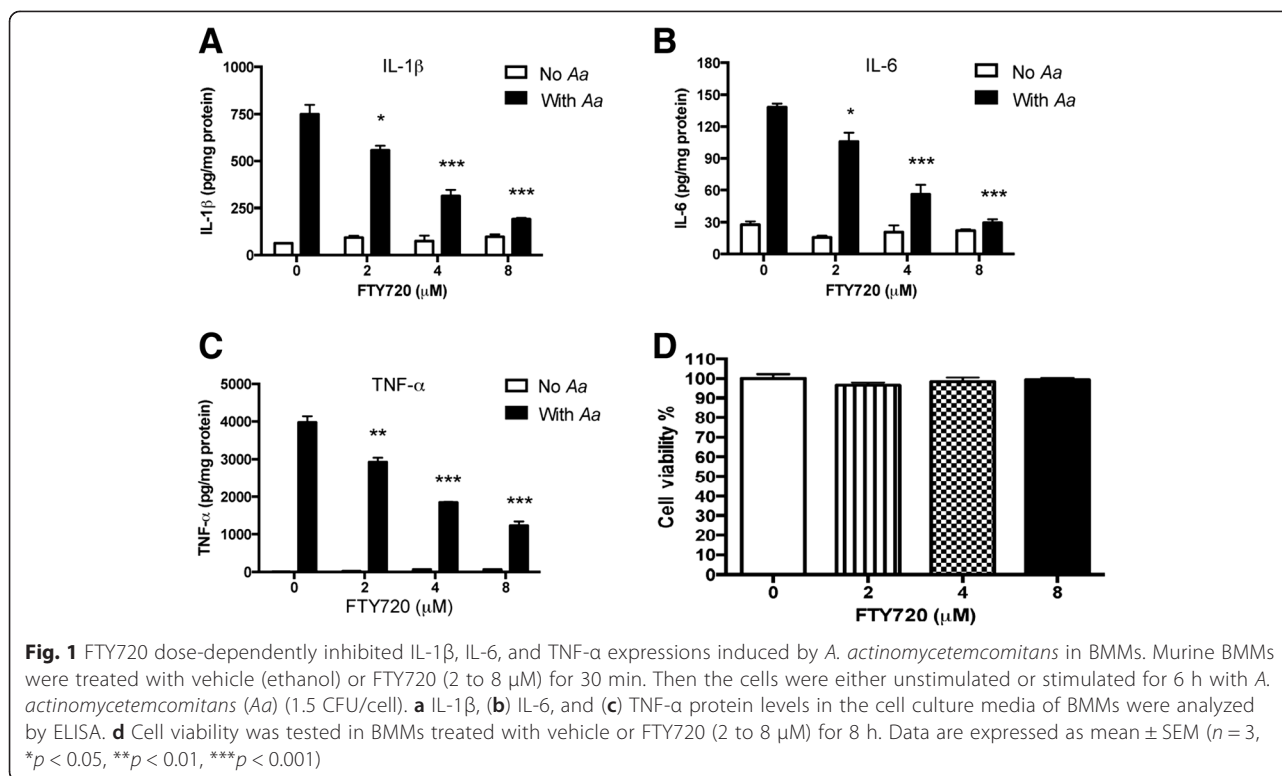 A
IL-1β
No Aa
With Aa
1000
750
500
250
0
IL-1β (pg/mg protein)
*
***
***
0 2 4 8
FTY720 (μM)
B
IL-6
No Aa
With Aa
180
150
120
90
60
30
0
IL-6 (pg/mg protein)
*
***
***
0 2 4 8
FTY720 (μM)
C
TNF-α
No Aa
With Aa
5000
4000
3000
2000
1000
0
TNF-α (pg/mg protein)
**
***
***
0 2 4 8
FTY720 (μM)
D
110
100
90
80
70
60
50
40
30
20
10
0
Cell viability %
0 2 4 8
FTY720 (μM)
Fig. 1 FTY720 dose-dependently inhibited IL-1β, IL-6, and TNF-α expressions induced by A. actinomycetemcomitans in BMMs. Murine BMMs
were treated with vehicle (ethanol) or FTY720 (2 to 8 μM) for 30 min. Then the cells were either unstimulated or stimulated for 6 h with A.
actinomycetemcomitans (Aa) (1.5 CFU/cell). a IL-1β, (b) IL-6, and (c) TNF-α protein levels in the cell culture media of BMMs were analyzed
by ELISA. d Cell viability was tested in BMMs treated with vehicle or FTY720 (2 to 8 μM) for 8 h. Data are expressed as mean ± SEM (n = 3,
*p < 0.05, **p < 0.01, ***p < 0.001)